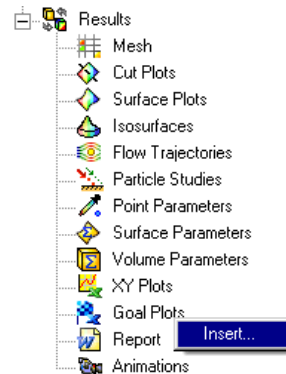 Results
Mesh
Cut Plots
Surface Plots
Isosurfaces
Flow Trajectories
Particle Studies
Point Parameters
Surface Parameters
Volume Parameters
XY Plots
Goal Plots
Report
Insert...
Animations